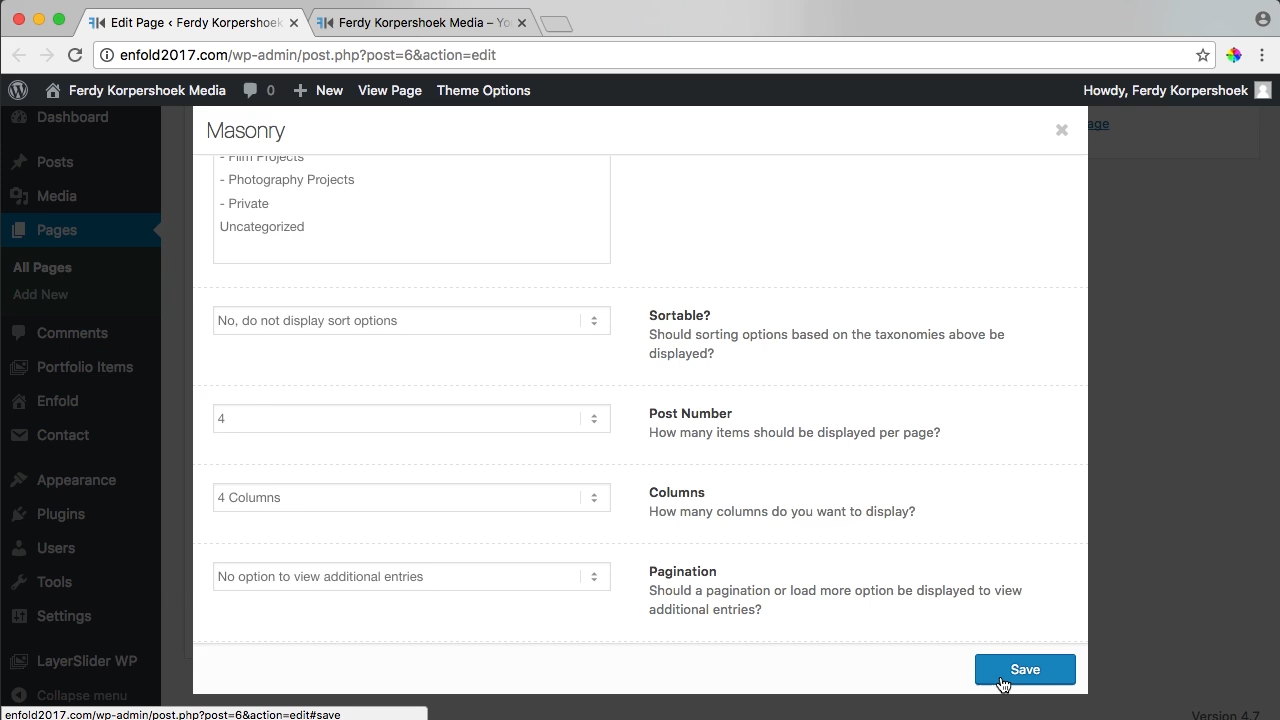 Edit Page ‹ Ferdy Korpershoek
Ferdy Korpershoek Media – Yo
enfold2017.com/wp-admin/post.php?post=6&action=edit
Ferdy Korpershoek Media
0
New
View Page
Theme Options
Howdy, Ferdy Korpershoek
Dashboard
Posts
Media
Pages
All Pages
Add New
Comments
Portfolio Items
Enfold
Contact
Appearance
Plugins
Users
Tools
Settings
LayerSlider WP
Collapse menu
Masonry
age
- Film Projects
- Photography Projects
- Private
Uncategorized
No, do not display sort options
Sortable?
Should sorting options based on the taxonomies above be
displayed?
4
Post Number
How many items should be displayed per page?
4 Columns
Columns
How many columns do you want to display?
No option to view additional entries
Pagination
Should a pagination or load more option be displayed to view
additional entries?
Save
enfold2017.com/wp-admin/post.php?post=6&action=edit#save
Version 4.7